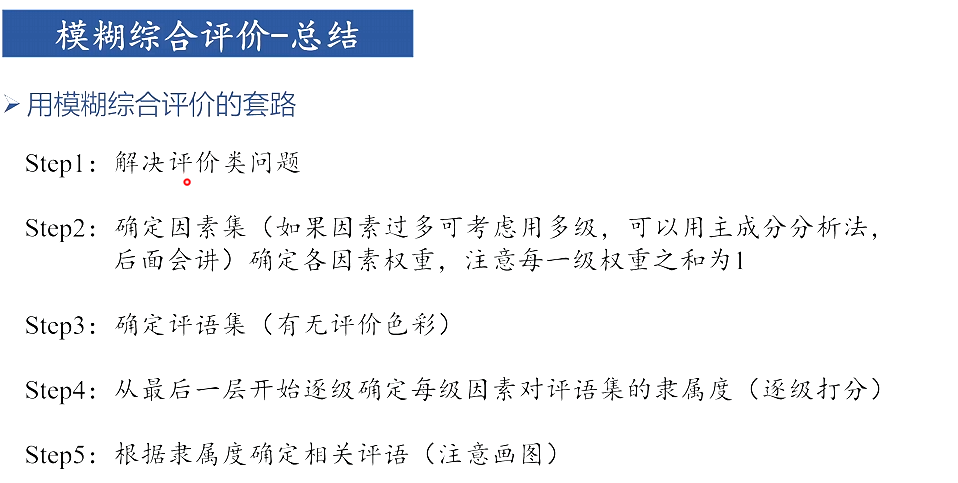 模糊综合评价-总结
用模糊综合评价的套路
Step1：解决评价类问题
Step2：确定因素集（如果因素过多可考虑用多级，可以用主成分分析法，
后面会讲）确定各因素权重，注意每一级权重之和为1
Step3：确定评语集（有无评价色彩）
Step4：从最后一层开始逐级确定每级因素对评语集的隶属度（逐级打分）
Step5：根据隶属度确定相关评语（注意画图）